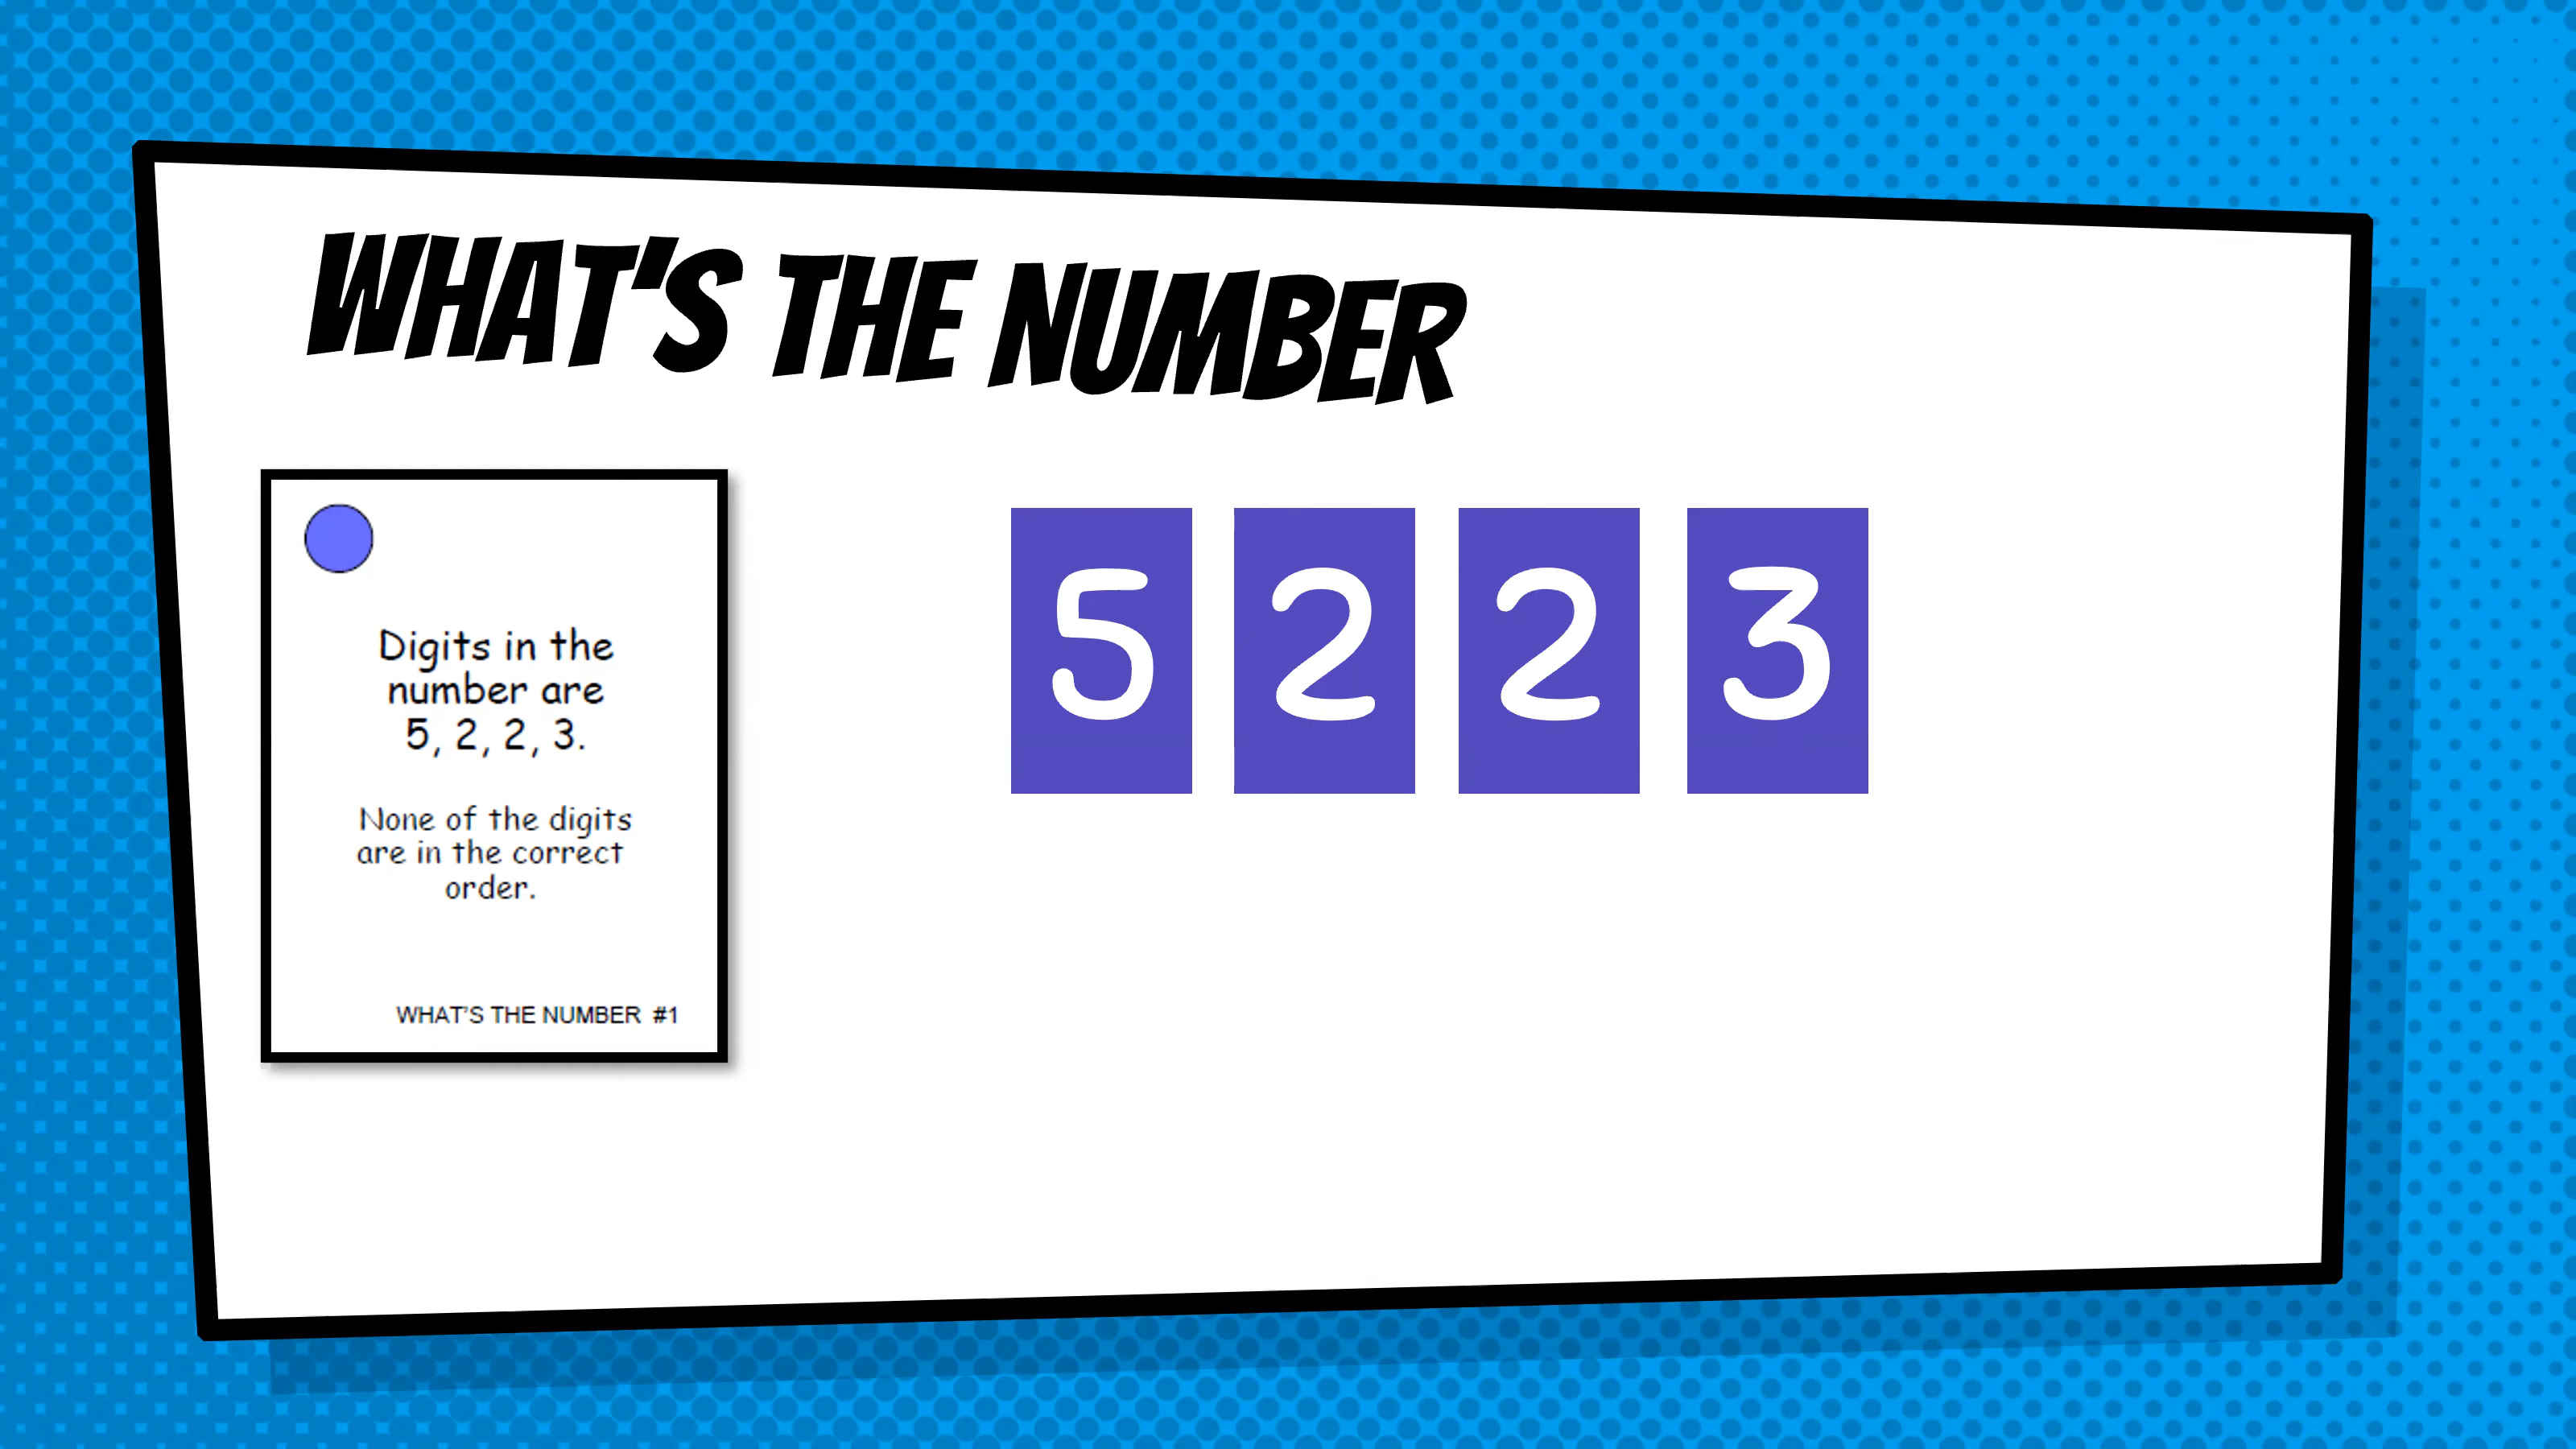 WHAT'S THE NUMBER
Digits in the
number are
5, 2, 2, 3.
None of the digits
are in the correct
order.
WHAT'S THE NUMBER #1
5 2 2 3